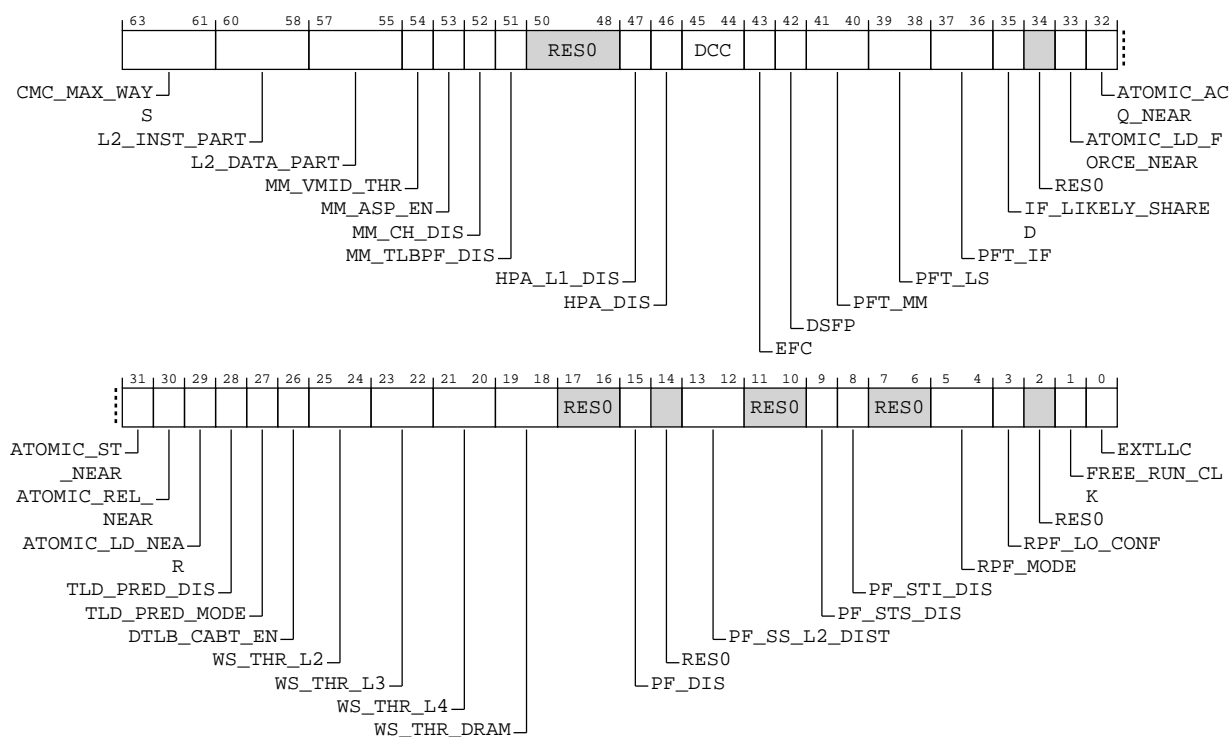 63 61 60 58 57 55 54 53 52 51 50 48 47 46 45 44 43 42 41 40 39 38 37 36 35 34 33 32
RES0 DCC
CMC_MAX_WAY
S
L2_INST_PART
L2_DATA_PART
MM_VMID_THR
MM_ASP_EN
MM_CH_DIS
MM_TLBPF_DIS
HPA_L1_DIS
HPA_DIS
EFC
DSFP
PFT_MM
PFT_LS
PFT_IF
IF_LIKELY_SHARE
D
RES0
ATOMIC_LD_F
ORCE_NEAR
ATOMIC_AC
Q_NEAR
31 30 29 28 27 26 25 24 23 22 21 20 19 18 17 16 15 14 13 12 11 10 9 8 7 6 5 4 3 2 1 0
RES0 RES0 RES0
ATOMIC_ST
_NEAR
ATOMIC_REL_
NEAR
ATOMIC_LD_NEA
R
TLD_PRED_DIS
TLD_PRED_MODE
DTLB_CABT_EN
WS_THR_L2
WS_THR_L3
WS_THR_L4
WS_THR_DRAM
PF_DIS
RES0
PF_SS_L2_DIST
PF_STS_DIS
PF_STI_DIS
RPF_MODE
RPF_LO_CONF
RES0
FREE_RUN_CL
K
EXTLLC